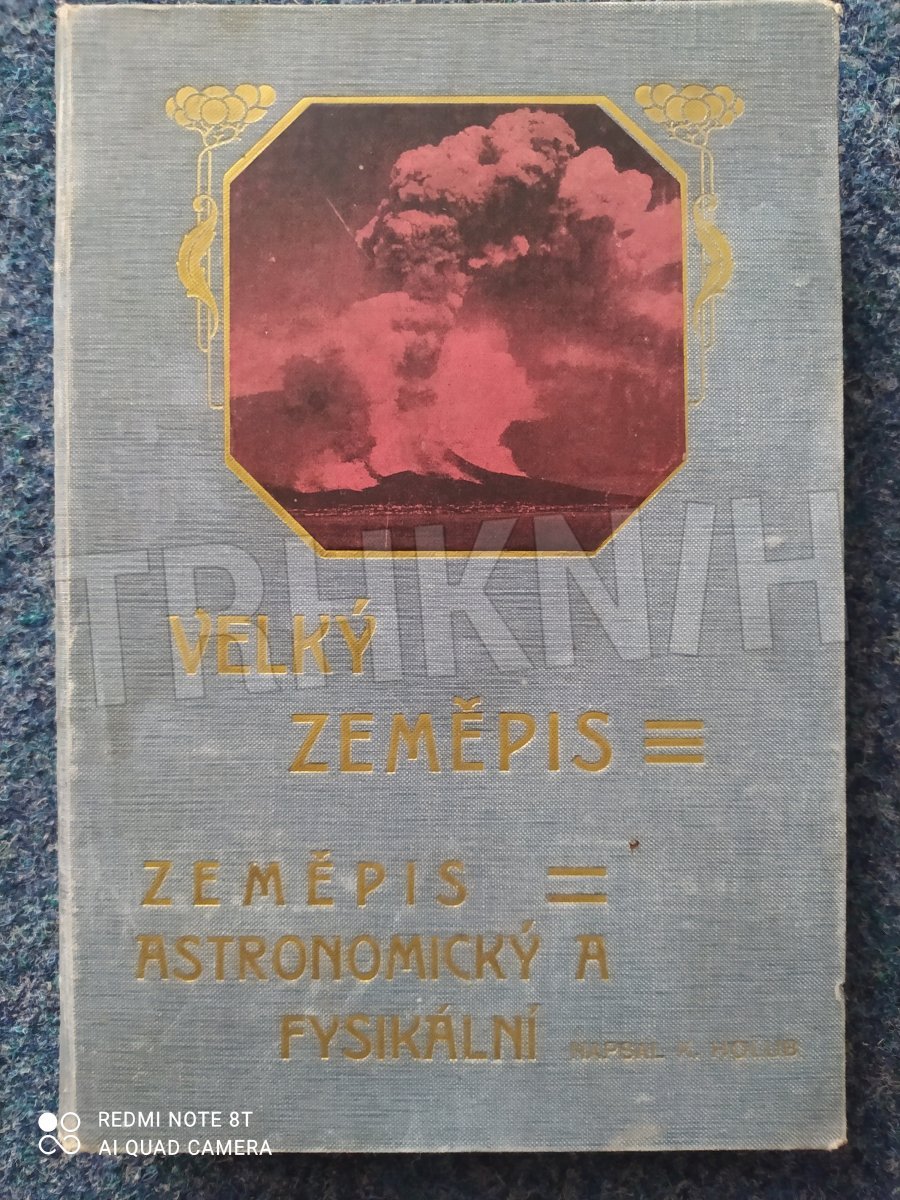 TRHKNIH
VELKÝ
ZEMĚPIS
ZEMĚPIS
ASTRONOMICKÝ A
FYSIKÁLNÍ NAPSAL K. HOLUB
REDMI NOTE 8T
AI QUAD CAMERA